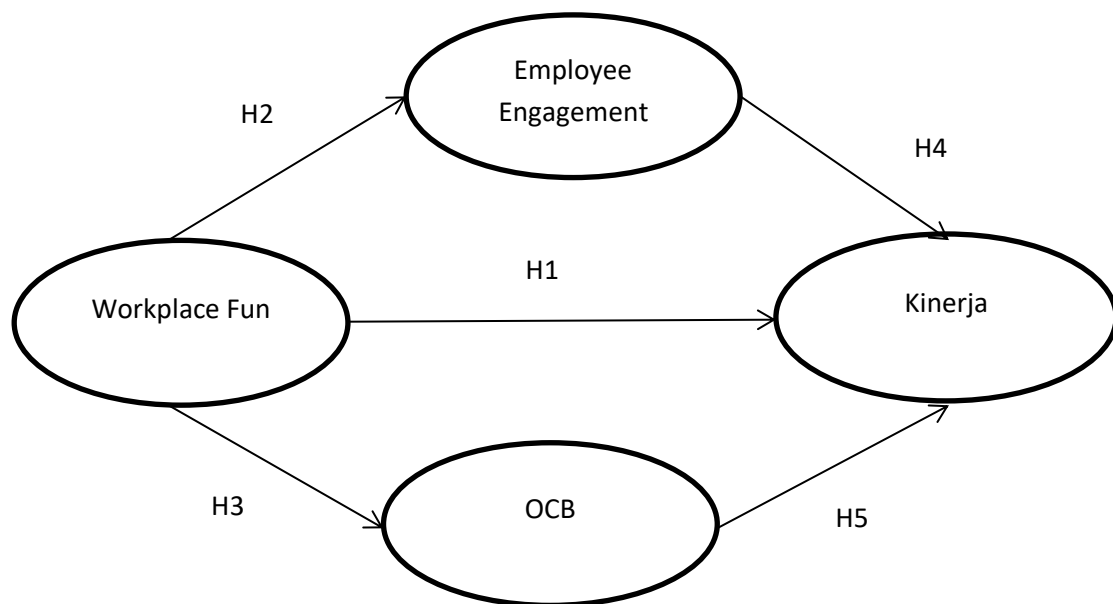 Employee
Engagement
H2
H4
H1
Workplace Fun
Kinerja
H3
OCB
H5